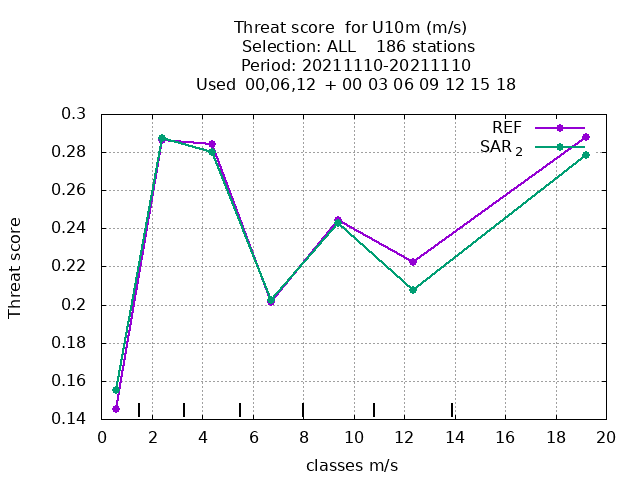 Threat score  for U10m (m/s)
Selection: ALL    186 stations
Period: 20211110-20211110
Used  00,06,12  + 00 03 06 09 12 15 18
REF
SAR 2
0.3
0.28
0.26
0.24
0.22
0.2
0.18
0.16
0.14
Threat score
0 2 4 6 8 10 12 14 16 18 20
classes m/s